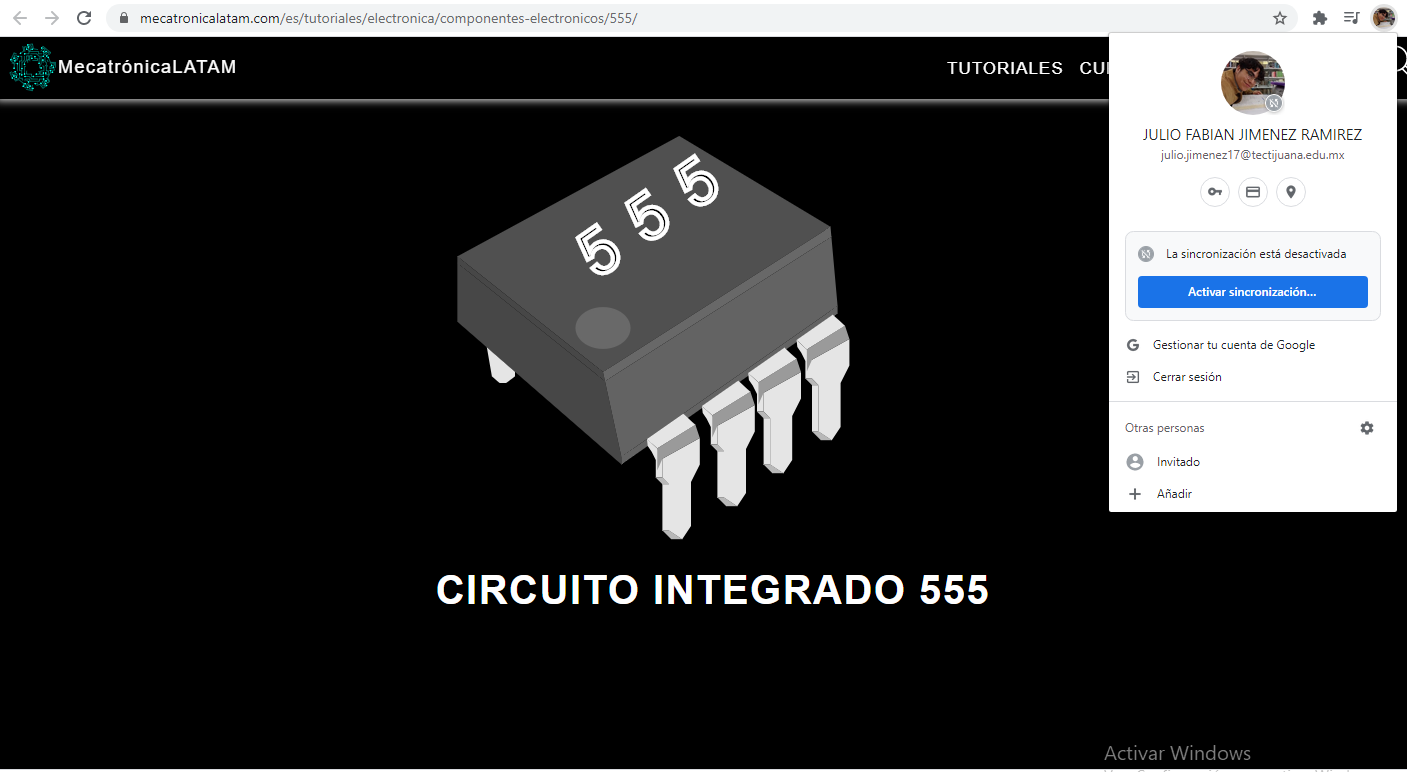 mecatronicalatam.com/es/tutoriales/electronica/componentes-electronicos/555/
MecatrónicaLATAM
TUTORIALES
JULIO FABIAN JIMENEZ RAMIREZ
julio.jimenez17@tectijuana.edu.mx
La sincronización está desactivada
Activar sincronización...
Gestionar tu cuenta de Google
Cerrar sesión
Otras personas
Invitado
Añadir
555
CIRCUITO INTEGRADO 555
Activar Windows